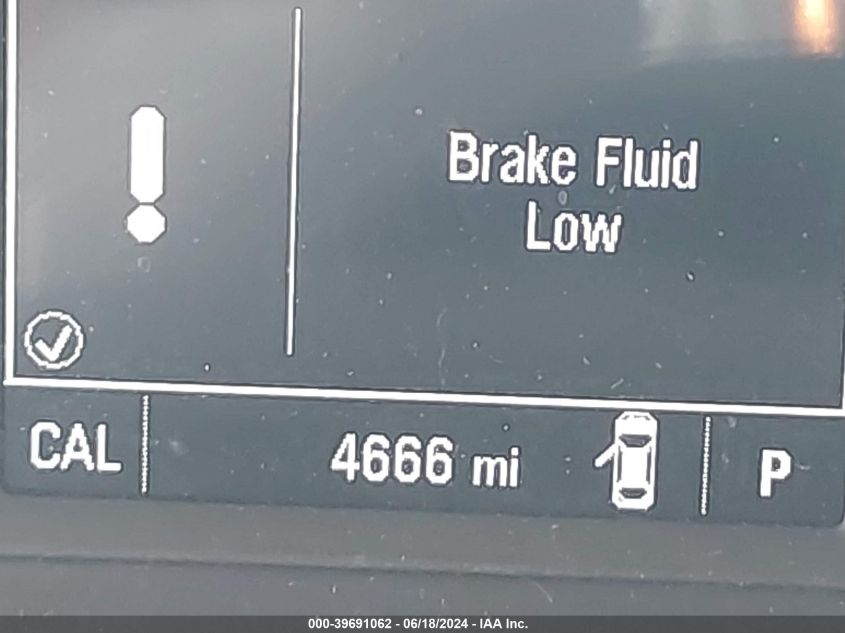 Brake Fluid
Low
CAL
4666 mi
P
000-39691062 - 06/18/2024 - IAA Inc.